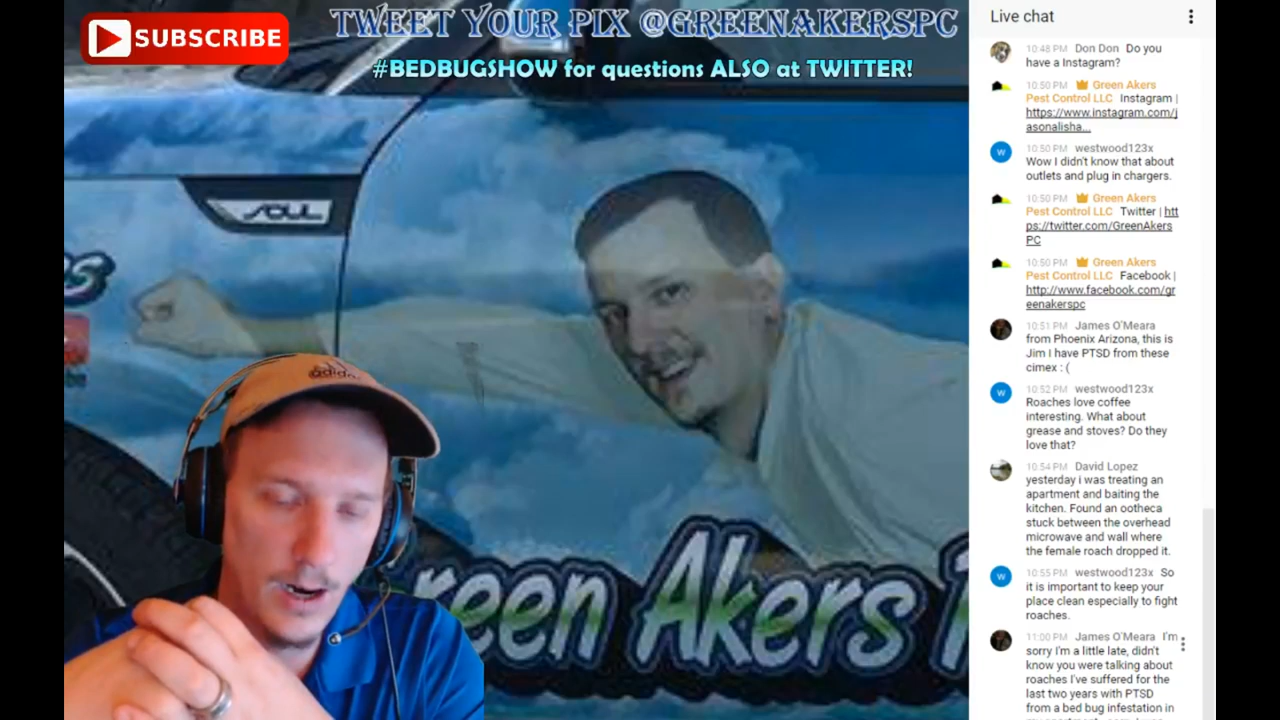 SUBSCRIBE
TWEET YOUR PIX @GREENAKERSPC
#BEDBUGSHOW for questions ALSO at TWITTER!
SOUL
adidas
reen Akers
Live chat
10:48 PM Don Don Do you
have a Instagram?
10:50 PM Green Akers
Pest Control LLC Instagram |
https://www.instagram.com/j
asonalisha...
10:50 PM westwood123x
Wow I didn't know that about
outlets and plug in chargers.
10:50 PM Green Akers
Pest Control LLC Twitter | htt
ps://twitter.com/GreenAkers
PC
10:50 PM Green Akers
Pest Control LLC Facebook |
http://www.facebook.com/gr
eenakerspc
10:51 PM James O'Meara
from Phoenix Arizona, this is
Jim I have PTSD from these
cimex : (
10:52 PM westwood123x
Roaches love coffee
interesting. What about
grease and stoves? Do they
love that?
10:54 PM David Lopez
yesterday i was treating an
apartment and baiting the
kitchen. Found an ootheca
stuck between the overhead
microwave and wall where
the female roach dropped it.
10:55 PM westwood123x So
it is important to keep your
place clean especially to fight
roaches.
11:00 PM James O'Meara I'm
sorry I'm a little late, didn't
know you were talking about
roaches I've suffered for the
last two years with PTSD
from a bed bug infestation in